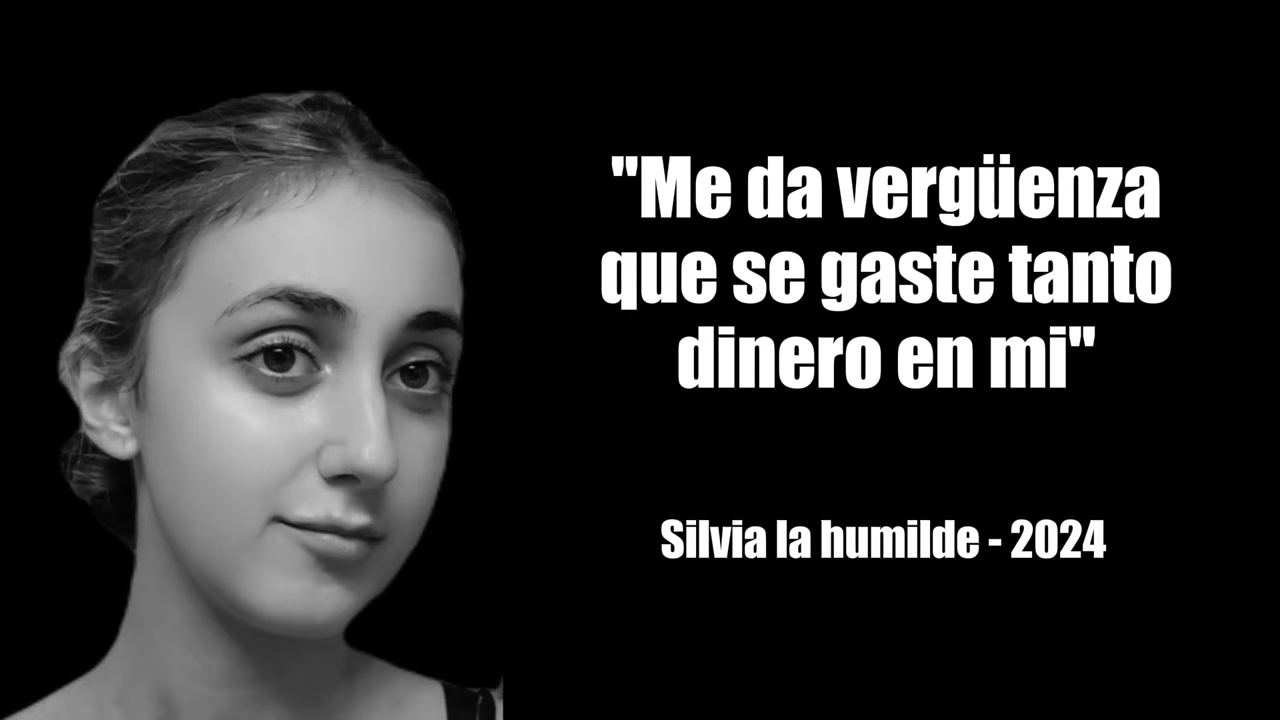 "Me da vergüenza
que se gaste tanto
dinero en mi"
Silvia la humilde - 2024